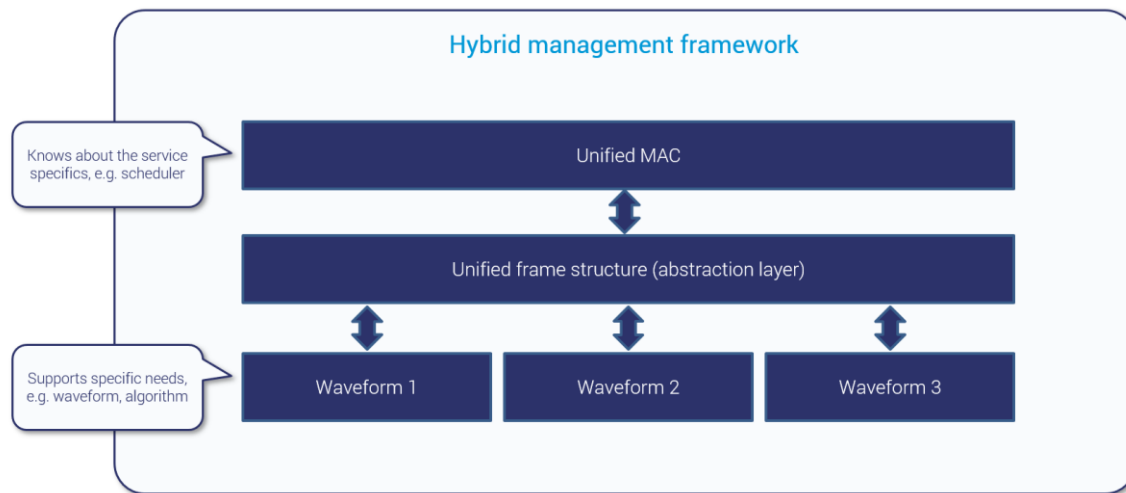 Hybrid management framework
Knows about the service
specifics, e.g. scheduler
Unified MAC
Unified frame structure (abstraction layer)
Supports specific needs,
e.g. waveform, algorithm
Waveform 1
Waveform 2
Waveform 3